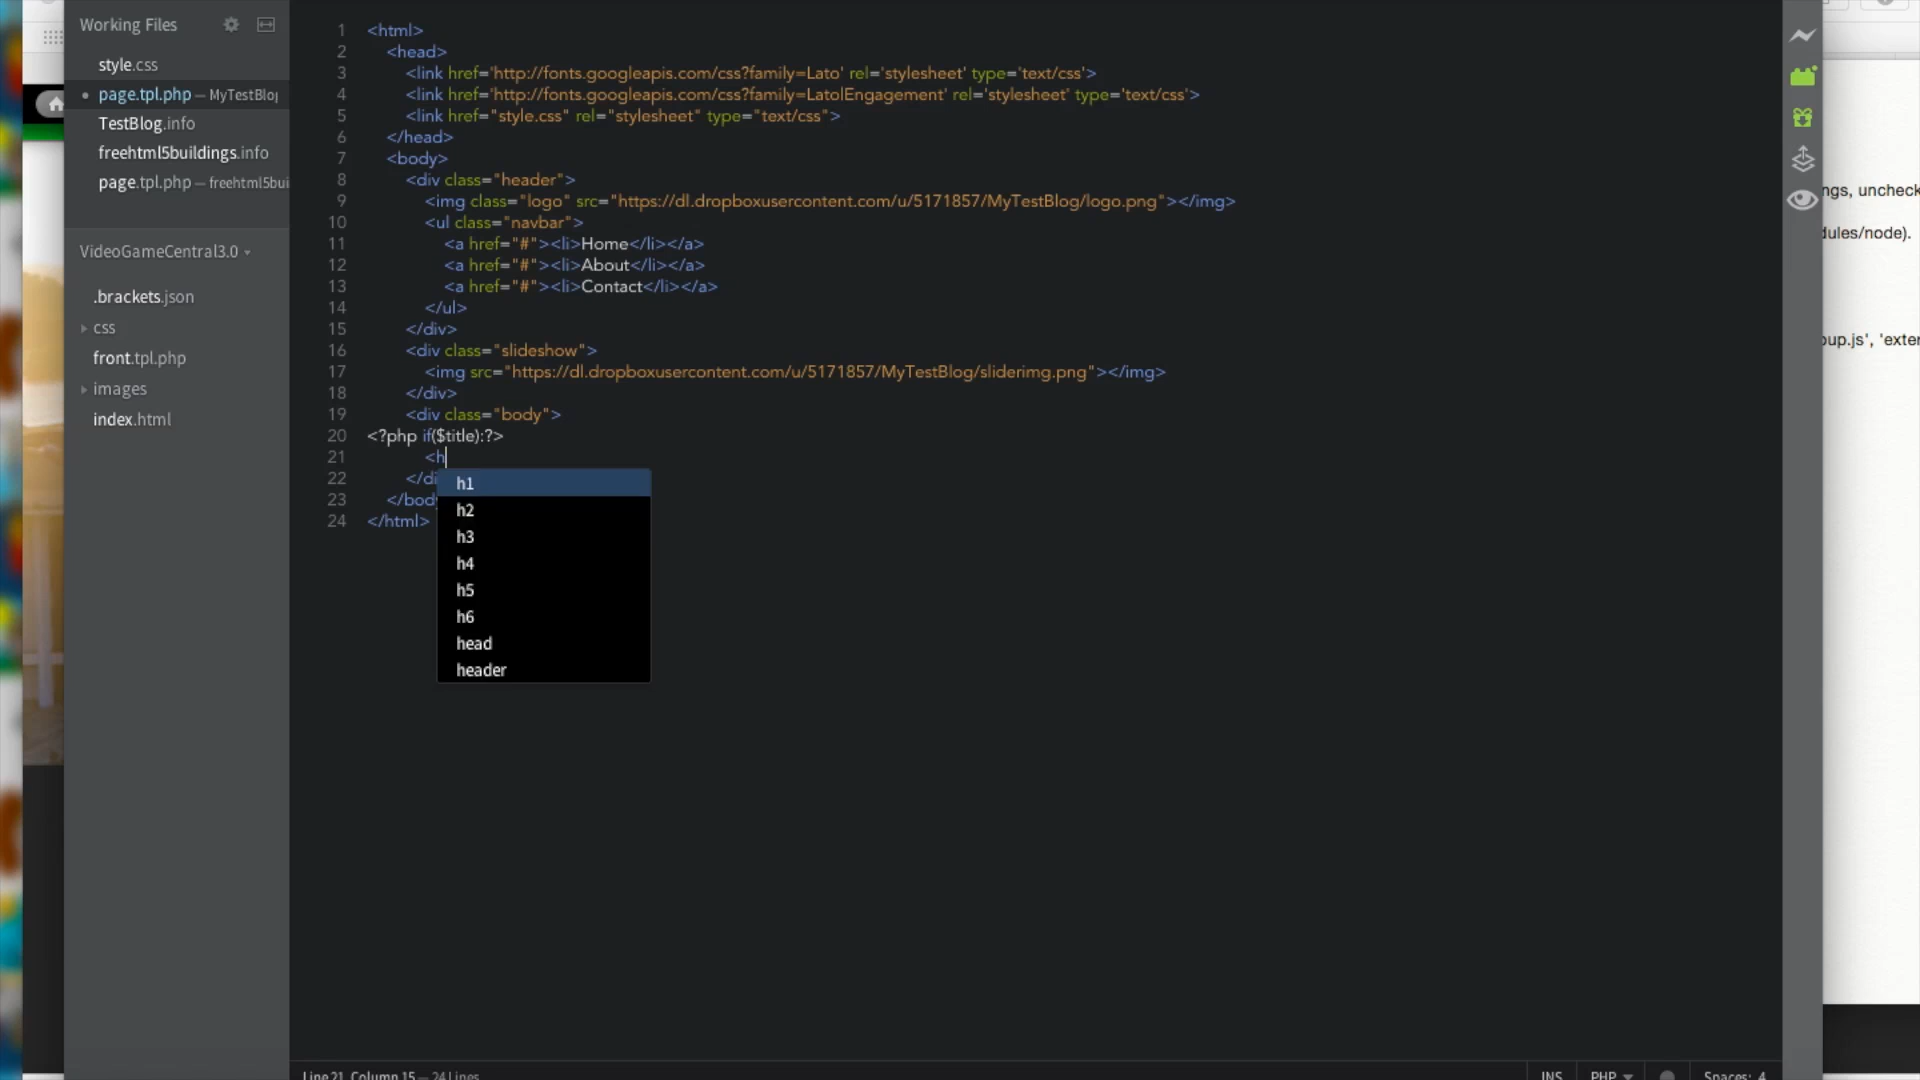 Working Files
style.css
page.tpl.php — MyTestBlog
TestBlog.info
freehtml5buildings.info
page.tpl.php — freehtml5bui
VideoGameCentral3.0
.brackets.json
css
front.tpl.php
images
index.html
1 <html>
2 <head>
3 <link href='http://fonts.googleapis.com/css?family=Lato' rel='stylesheet' type='text/css'>
4 <link href='http://fonts.googleapis.com/css?family=Lato|Engagement' rel='stylesheet' type='text/css'>
5 <link href="style.css" rel="stylesheet" type="text/css">
6 </head>
7 <body>
8 <div class="header">
9 <img class="logo" src="https://dl.dropboxusercontent.com/u/5171857/MyTestBlog/logo.png"></img>
10 <ul class="navbar">
11 <a href="#"><li>Home</li></a>
12 <a href="#"><li>About</li></a>
13 <a href="#"><li>Contact</li></a>
14 </ul>
15 </div>
16 <div class="slideshow">
17 <img src="https://dl.dropboxusercontent.com/u/5171857/MyTestBlog/sliderimg.png"></img>
18 </div>
19 <div class="body">
20 <?php if($title):?>
21 <h
22 </di
23 </body
24 </html>
h1
h2
h3
h4
h5
h6
head
header
ngs, uncheck
dules/node).
oup.js', 'exter
Line 21, Column 15 — 24 Lines
INS
PHP
Spaces: 4